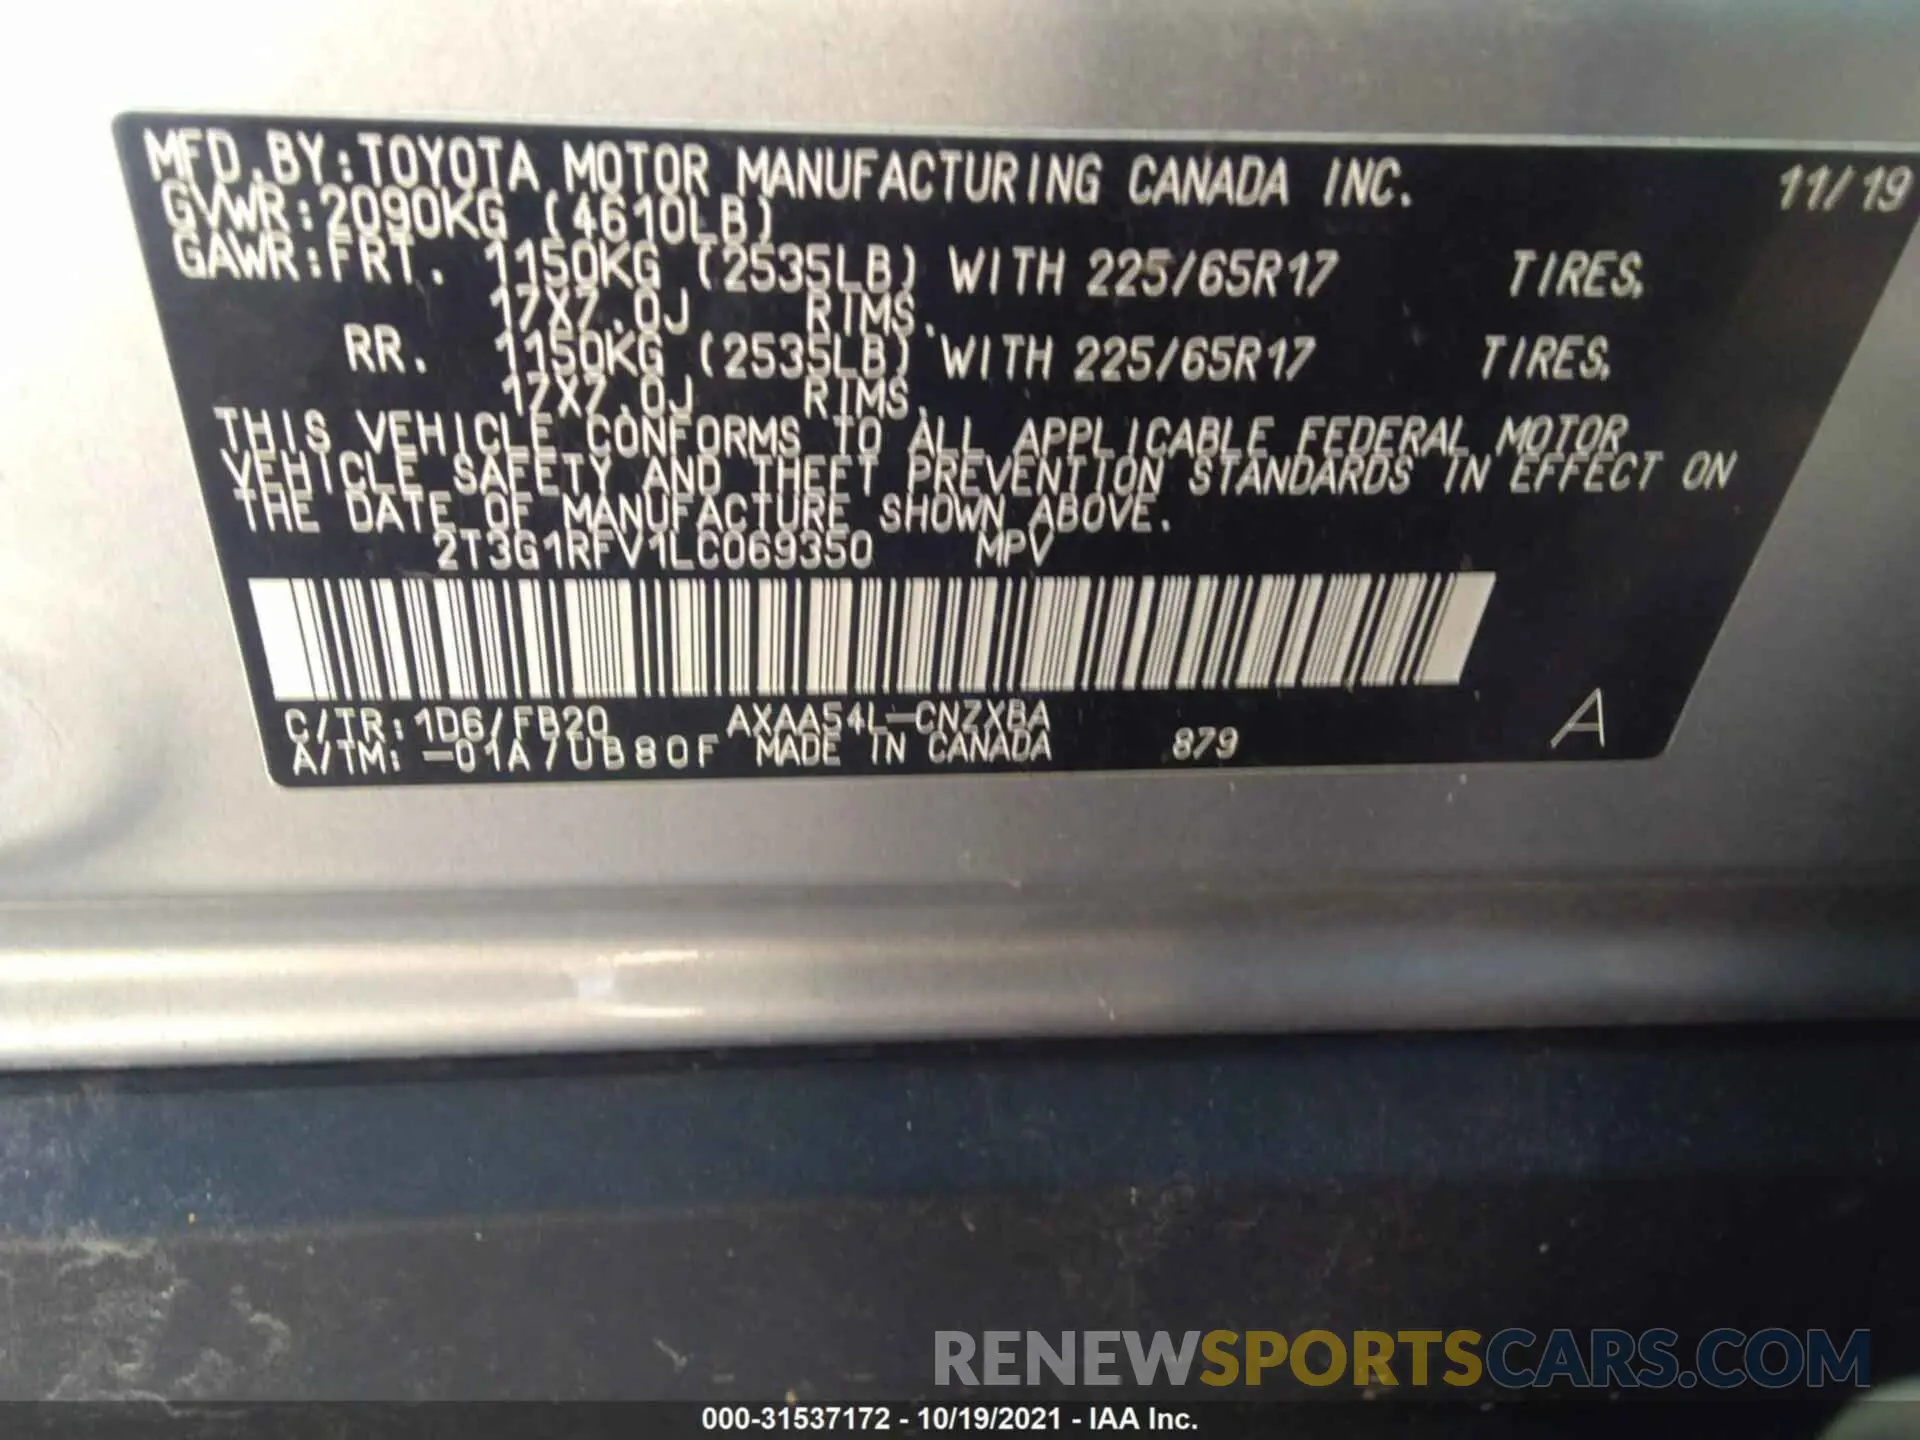 MFD.BY:TOYOTA MOTOR MANUFACTURING CANADA INC. 11/19
GVWR:2090KG (4610LB)
GAWR:FRT. 1150KG (2535LB) WITH 225/65R17 TIRES,
17X7.0J RIMS.
RR. 1150KG (2535LB) WITH 225/65R17 TIRES,
17X7.0J RIMS.
THIS VEHICLE CONFORMS TO ALL APPLICABLE FEDERAL MOTOR
VEHICLE SAFETY AND THEFT PREVENTION STANDARDS IN EFFECT ON
THE DATE OF MANUFACTURE SHOWN ABOVE.
2T3G1RFV1LC069350 MPV
C/TR:1D6/FB20 AXAA54L-CNZXBA
A/TM: -01A/UB80F MADE IN CANADA 879 A
RENEWSPORTSCARS.COM
000-31537172 - 10/19/2021 - IAA Inc.